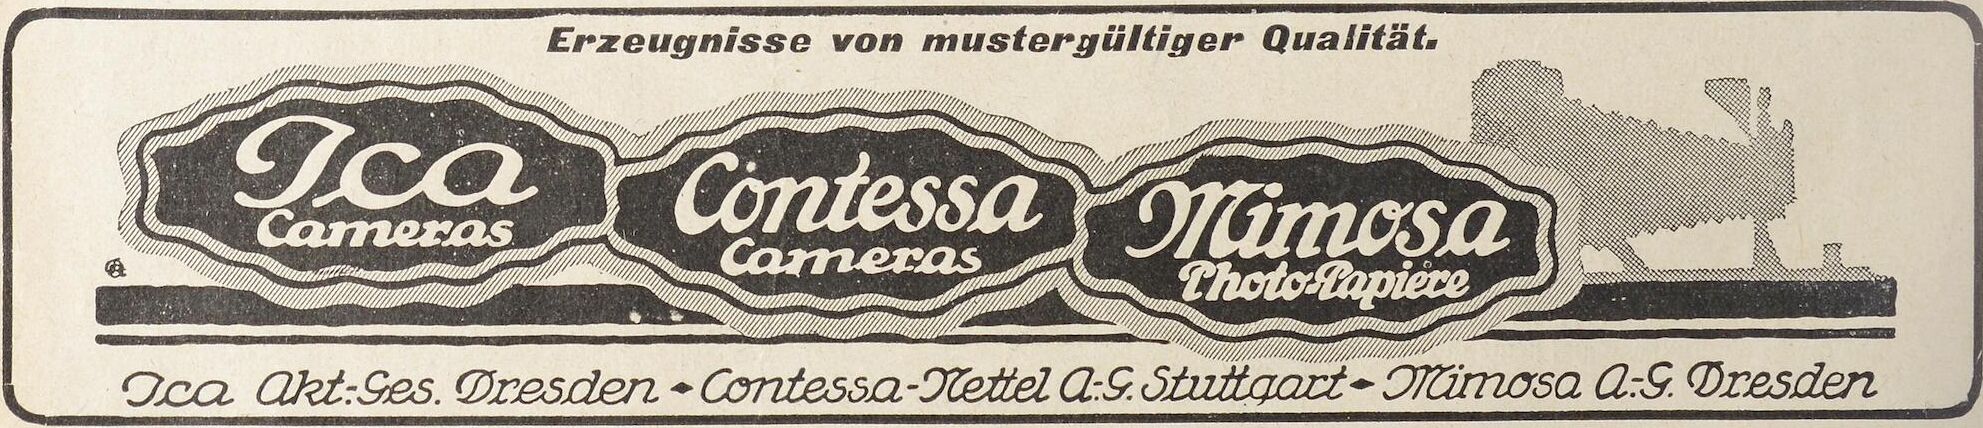 Erzeugnisse von mustergültiger Qualität.
Ica
Cameras
Contessa
Cameras
Mimosa
Photo-Papiere
Ica Akt.-Ges. Dresden - Contessa-Nettel A.-G. Stuttgart - Mimosa A.-G. Dresden